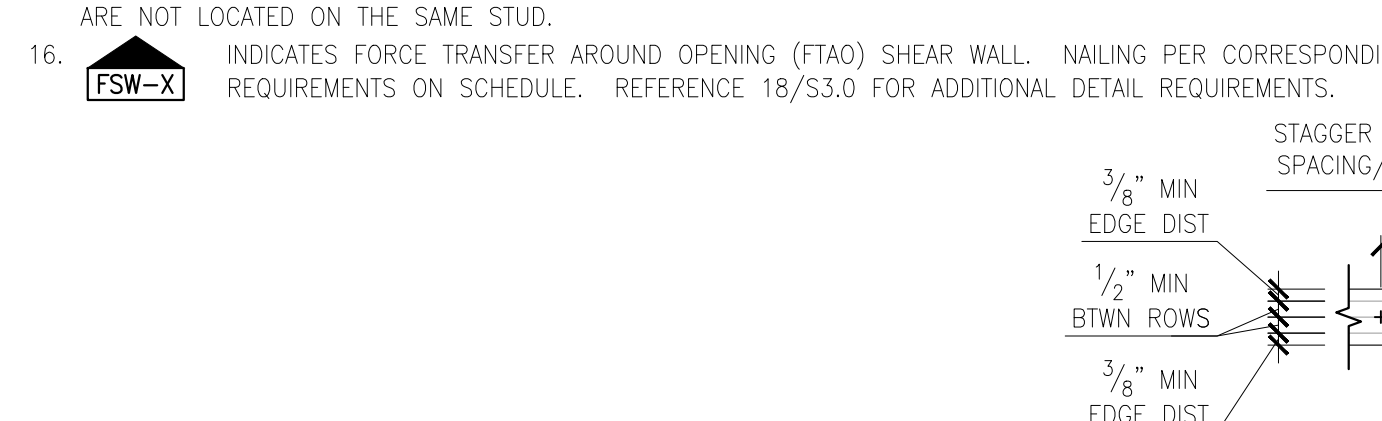 ARE NOT LOCATED ON THE SAME STUD.
16. FSW-X INDICATES FORCE TRANSFER AROUND OPENING (FTAO) SHEAR WALL. NAILING PER CORRESPONDI
REQUIREMENTS ON SCHEDULE. REFERENCE 18/S3.0 FOR ADDITIONAL DETAIL REQUIREMENTS.
STAGGER
SPACING/
3/8" MIN
EDGE DIST
1/2" MIN
BTWN ROWS
3/8" MIN
EDGE DIST